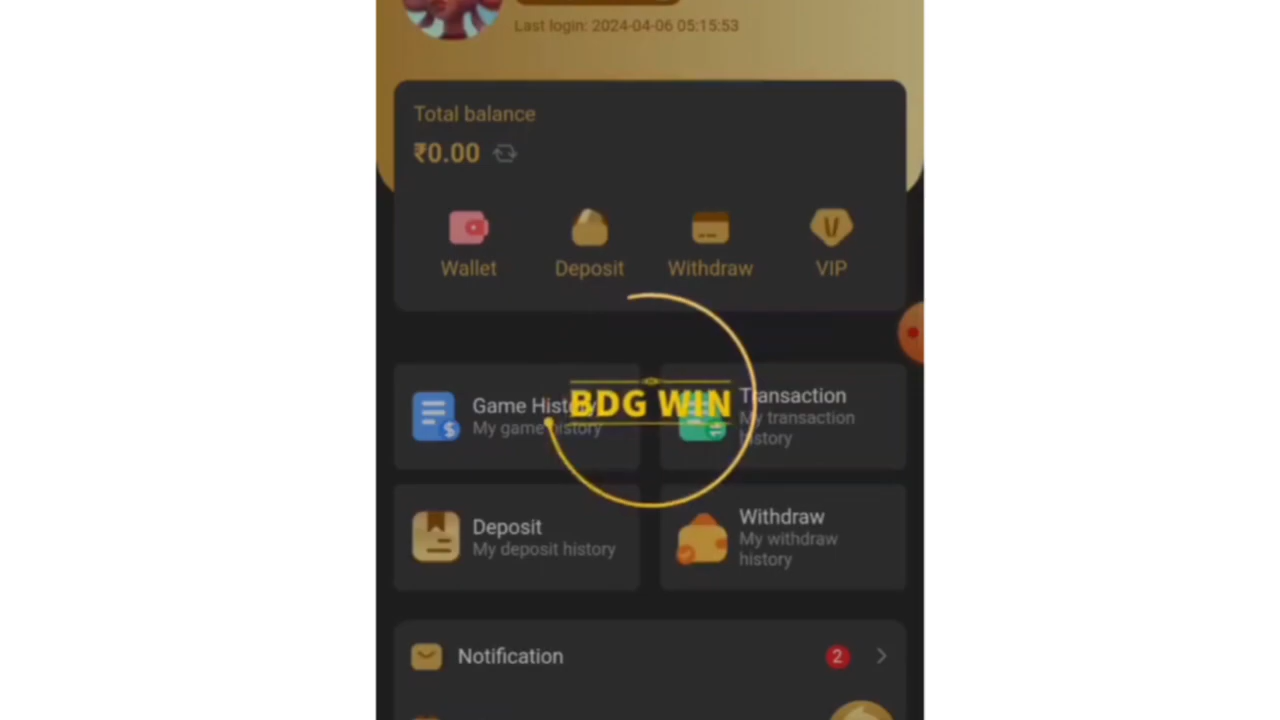 Last login: 2024-04-06 05:15:53
Total balance
₹0.00
Wallet Deposit Withdraw VIP
BDG WIN
Game History
My game history
Transaction
My transaction
history
Deposit
My deposit history
Withdraw
My withdraw
history
Notification 2